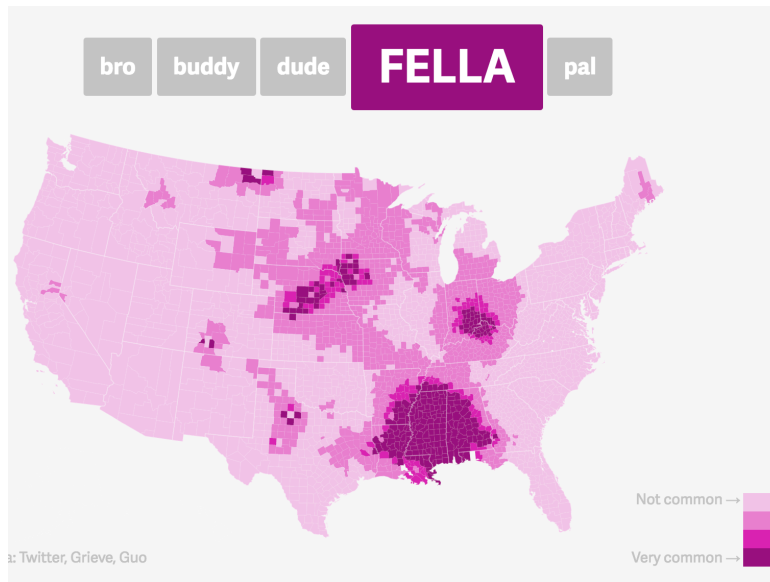 bro buddy dude FELLA pal
Not common →
Very common →
a: Twitter, Grieve, Guo